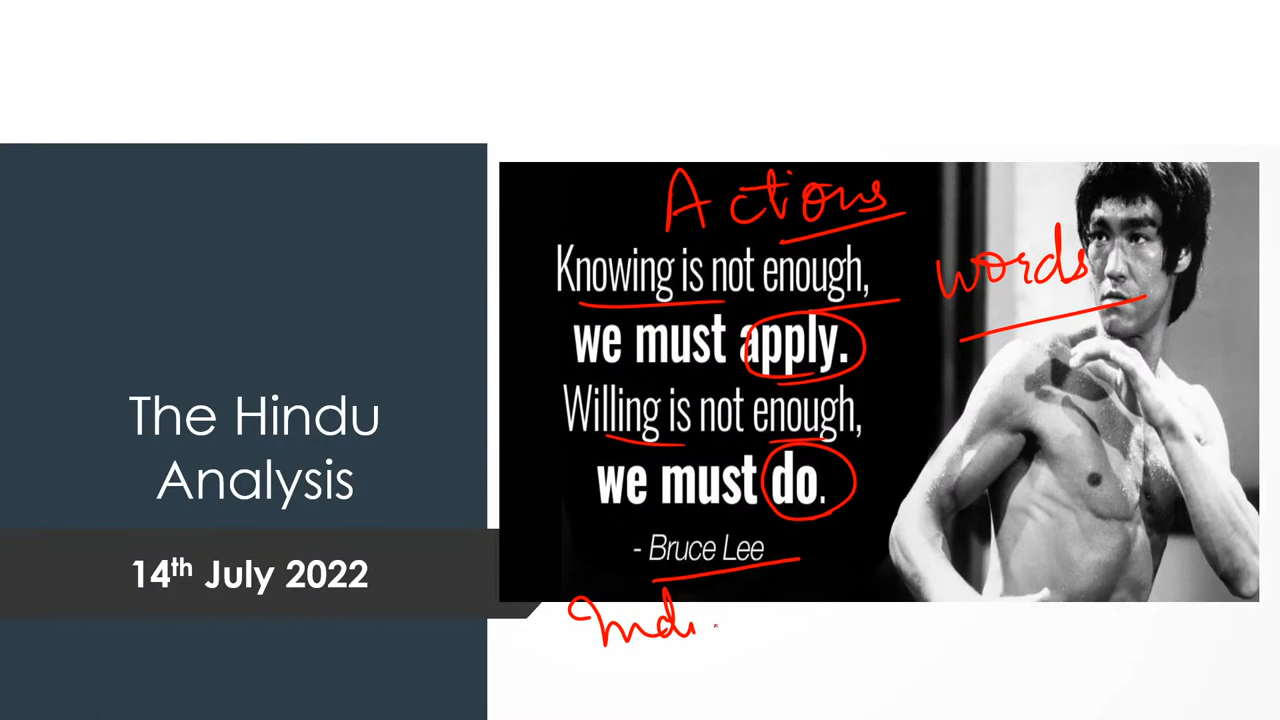 The Hindu
Analysis
14th July 2022
Actions
words
Knowing is not enough,
we must apply.
Willing is not enough,
we must do.
- Bruce Lee